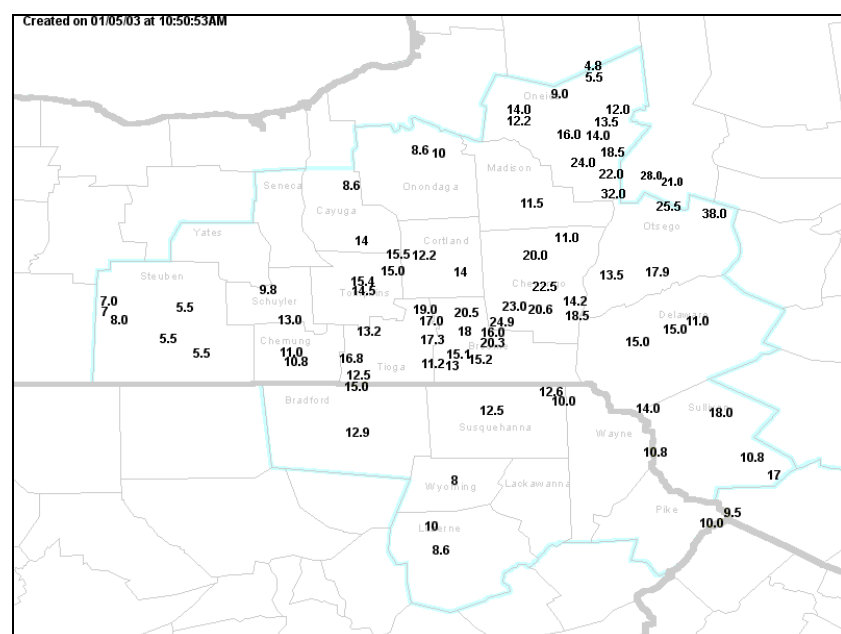 Created on 01/05/03 at 10:50:53AM
4.8
5.5
9.0
14.0
12.0
12.2
13.5
16.0 14.0
8.6 10
18.5
24.0
Madison
22.0 28.0 21.0
Seneca 8.6
Onondaga
32.0
11.5
25.5
Cayuga
38.0
Otsego
Yates
14
Cortland
11.0
15.5 12.2
20.0
15.0 14
13.5 17.9
Steuben
15.4
9.8
14.5
22.5
7.0
Schuyler
14.2
7 5.5
23.0 20.6
19.0 20.5
8.0 13.0
17.0 24.9
18.5
Delaware 11.0
13.2 18 16.0
15.0
5.5
Chemung
17.3 20.3
15.0
5.5 11.0
15.1
10.8 16.8
15.2
Tioga 11.2 13
12.5
15.0
12.6
Bradford
10.0
12.5
14.0 18.0
Susquehanna
12.9
Wayne
10.8
10.8
17
8
Wyoming Lackawanna
Pike
9.5
10
10.0
8.6